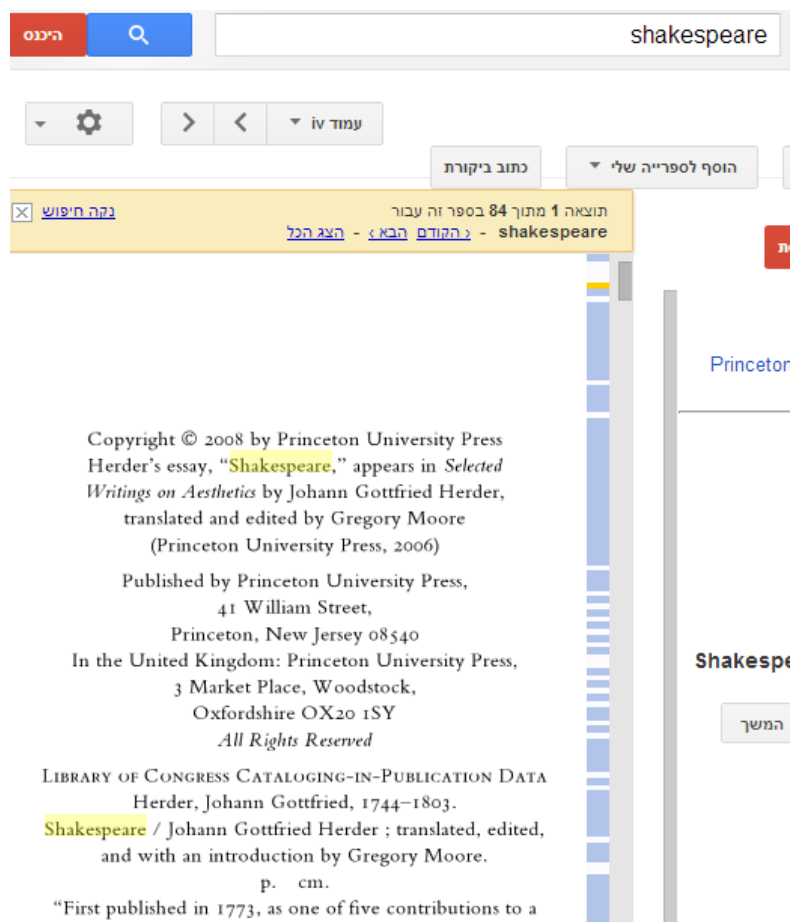 היכנס
shakespeare
עמוד iv
כתוב ביקורת
הוסף לספרייה שלי
תוצאה 1 מתוך 84 בספר זה עבור
shakespeare - ‹ הקודם הבא › - הצג הכל
נקה חיפוש
Princeton
Copyright © 2008 by Princeton University Press
Herder's essay, “Shakespeare,” appears in Selected
Writings on Aesthetics by Johann Gottfried Herder,
translated and edited by Gregory Moore
(Princeton University Press, 2006)
Published by Princeton University Press,
41 William Street,
Princeton, New Jersey 08540
In the United Kingdom: Princeton University Press,
3 Market Place, Woodstock,
Oxfordshire OX20 1SY
All Rights Reserved
Library of Congress Cataloging-in-Publication Data
Herder, Johann Gottfried, 1744–1803.
Shakespeare / Johann Gottfried Herder ; translated, edited,
and with an introduction by Gregory Moore.
p. cm.
“First published in 1773, as one of five contributions to a
Shakespe
המשך